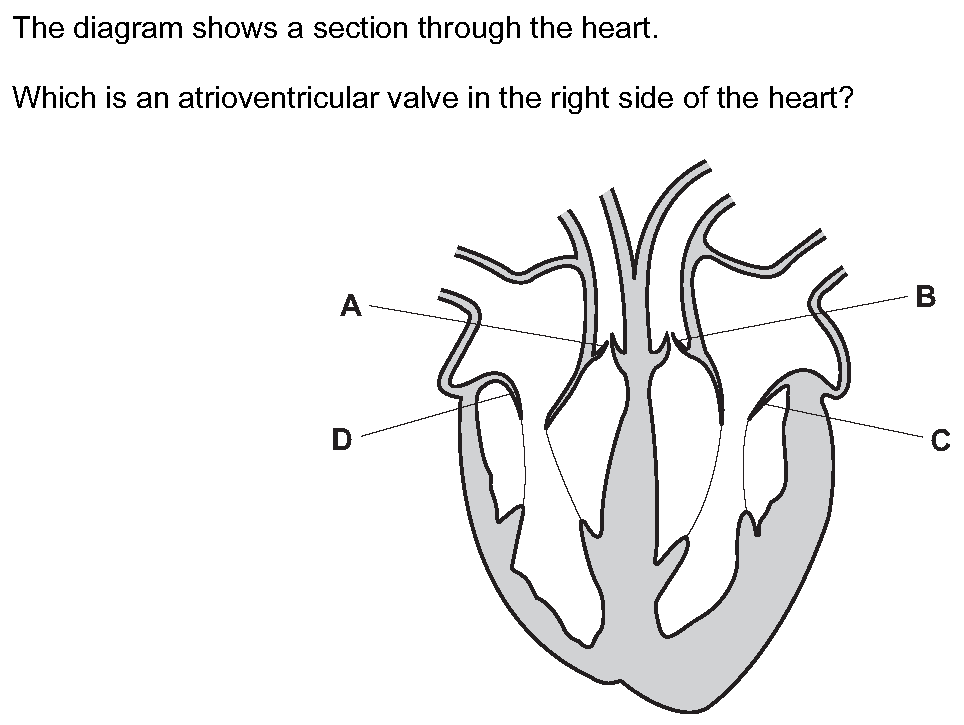 The diagram shows a section through the heart.
Which is an atrioventricular valve in the right side of the heart?
A
B
D
C